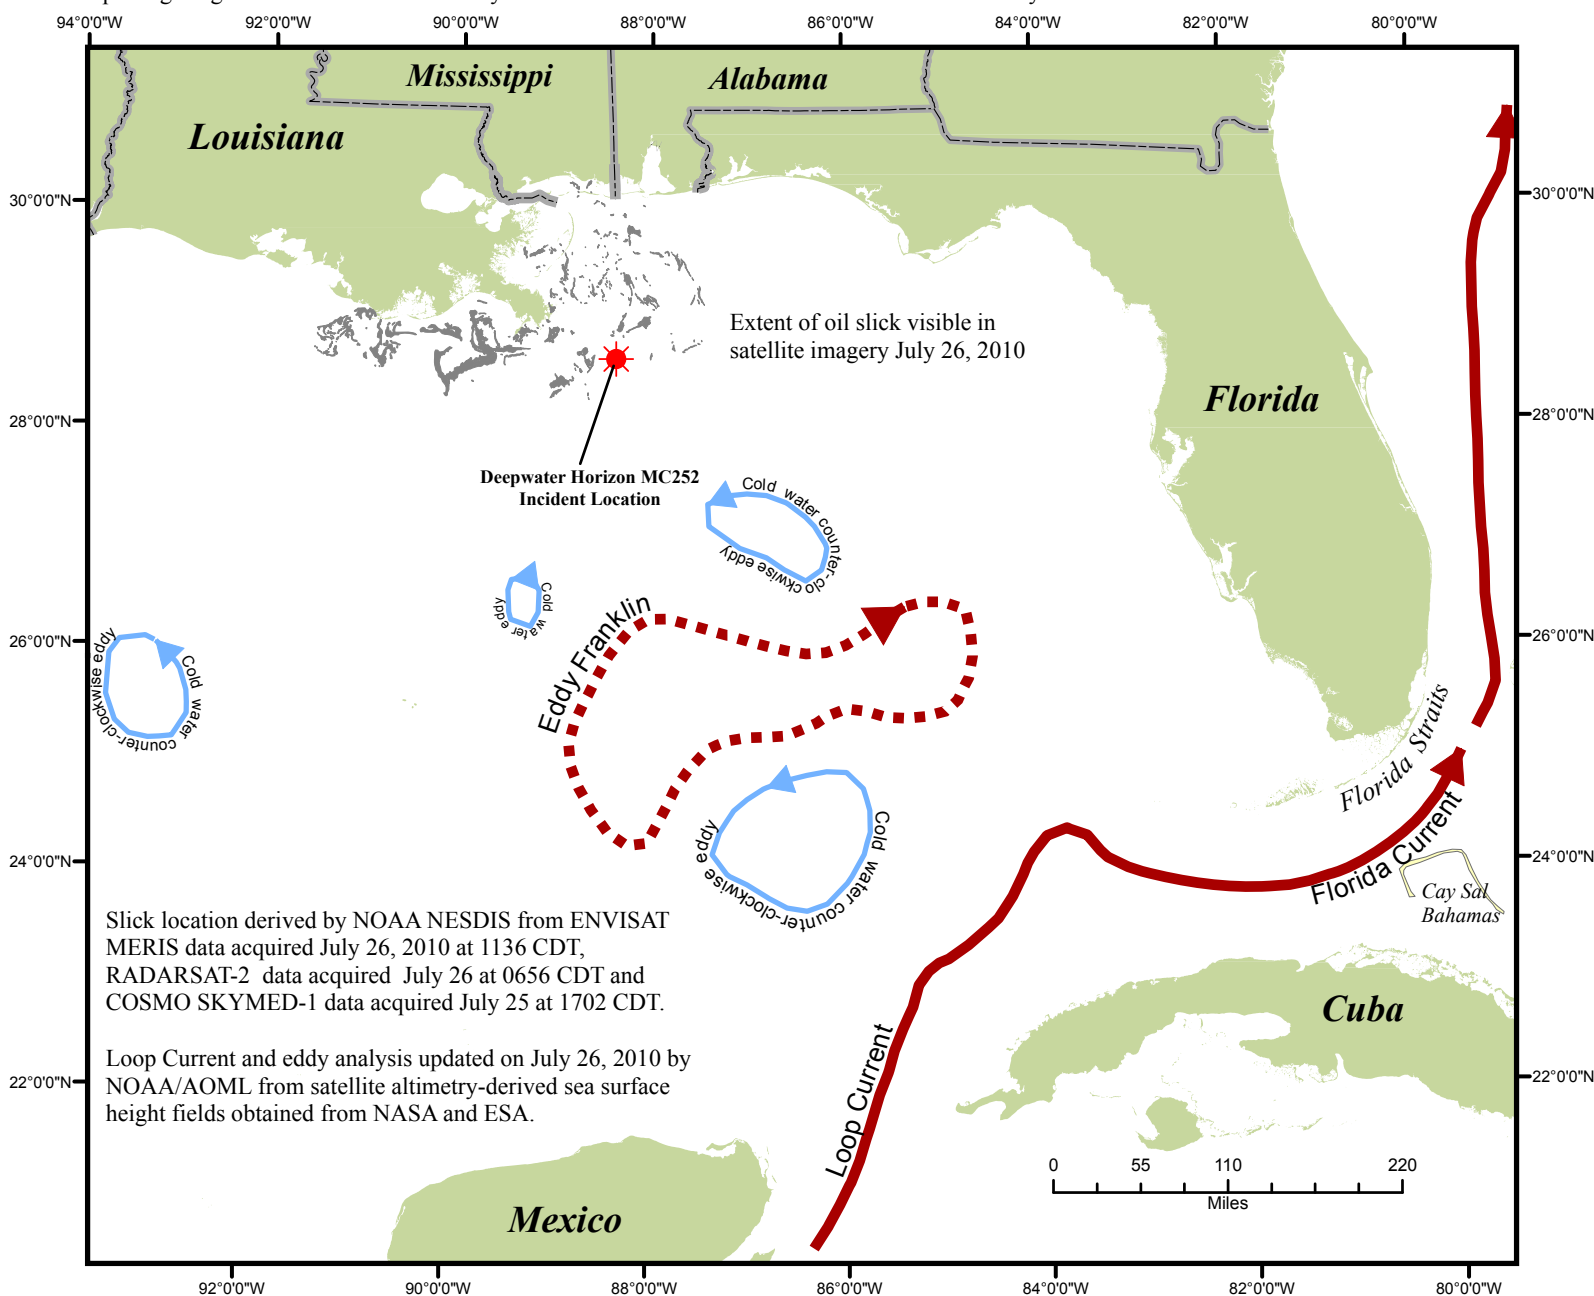 94°0'0"W 92°0'0"W 90°0'0"W 88°0'0"W 86°0'0"W 84°0'0"W 82°0'0"W 80°0'0"W
Mississippi
Alabama
Louisiana
30°0'0"N
30°0'0"N
Extent of oil slick visible in
satellite imagery July 26, 2010
Florida
28°0'0"N
28°0'0"N
Deepwater Horizon MC252
Incident Location
Cold water counter-clockwise eddy
Cold water eddy
Eddy Franklin
26°0'0"N
26°0'0"N
Cold water counter-clockwise eddy
Florida Straits
Cold water counter-clockwise eddy
Florida Current
24°0'0"N
24°0'0"N
Cay Sal
Bahamas
Slick location derived by NOAA NESDIS from ENVISAT
MERIS data acquired July 26, 2010 at 1136 CDT,
RADARSAT-2 data acquired July 26 at 0656 CDT and
COSMO SKYMED-1 data acquired July 25 at 1702 CDT.
Cuba
Loop Current and eddy analysis updated on July 26, 2010 by
NOAA/AOML from satellite altimetry-derived sea surface
height fields obtained from NASA and ESA.
22°0'0"N
22°0'0"N
Loop Current
0 55 110 220
Miles
Mexico
92°0'0"W 90°0'0"W 88°0'0"W 86°0'0"W 84°0'0"W 82°0'0"W 80°0'0"W